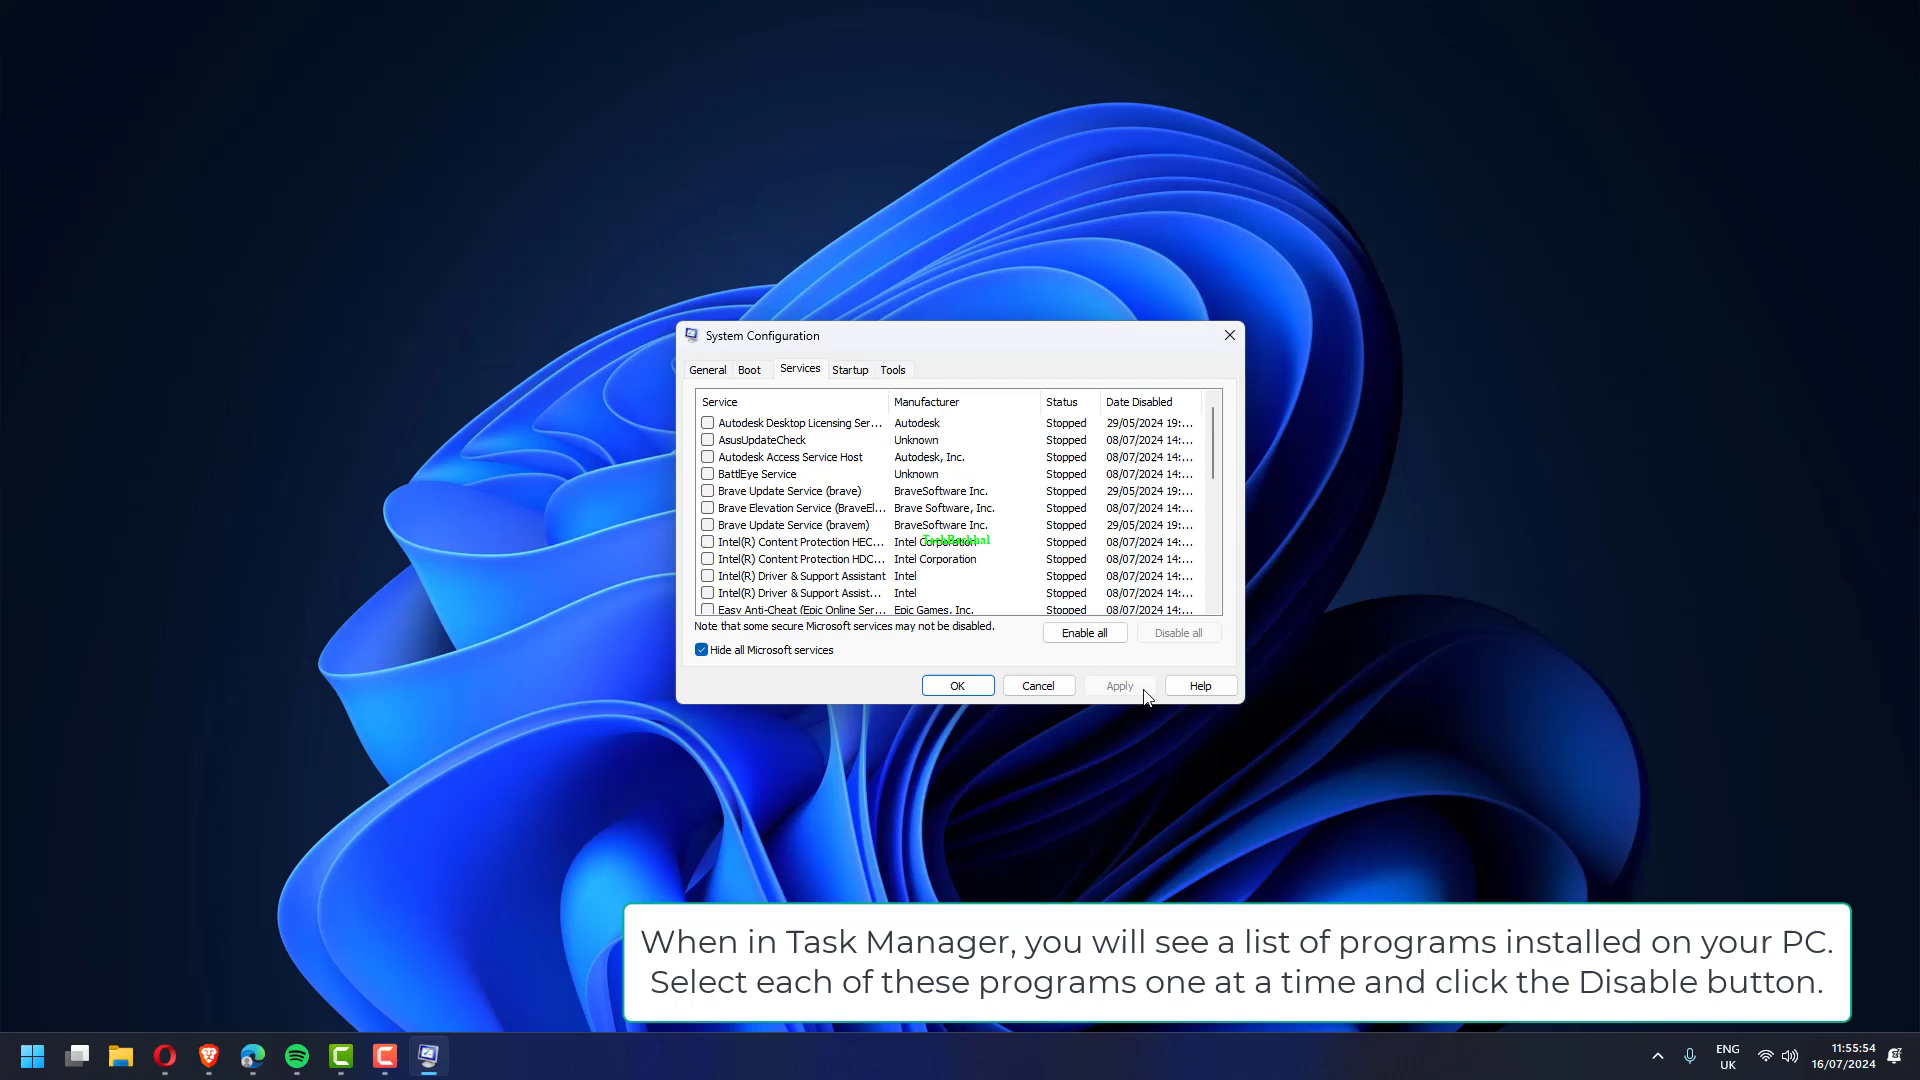 System Configuration
General Boot Services Startup Tools
Service Manufacturer Status Date Disabled
Autodesk Desktop Licensing Ser... Autodesk Stopped 29/05/2024 19:...
AsusUpdateCheck Unknown Stopped 08/07/2024 14:...
Autodesk Access Service Host Autodesk, Inc. Stopped 08/07/2024 14:...
BattlEye Service Unknown Stopped 08/07/2024 14:...
Brave Update Service (brave) BraveSoftware Inc. Stopped 29/05/2024 19:...
Brave Elevation Service (BraveEl... Brave Software, Inc. Stopped 08/07/2024 14:...
Brave Update Service (bravem) BraveSoftware Inc. Stopped 29/05/2024 19:...
Intel(R) Content Protection HEC... Intel Corporation Stopped 08/07/2024 14:...
Intel(R) Content Protection HDC... Intel Corporation Stopped 08/07/2024 14:...
Intel(R) Driver & Support Assistant Intel Stopped 08/07/2024 14:...
Intel(R) Driver & Support Assist... Intel Stopped 08/07/2024 14:...
Easy Anti-Cheat (Epic Online Ser... Epic Games, Inc. Stopped 08/07/2024 14:...
Note that some secure Microsoft services may not be disabled.
Enable all Disable all
Hide all Microsoft services
OK Cancel Apply Help
When in Task Manager, you will see a list of programs installed on your PC.
Select each of these programs one at a time and click the Disable button.
ENG
UK
11:55:54
16/07/2024